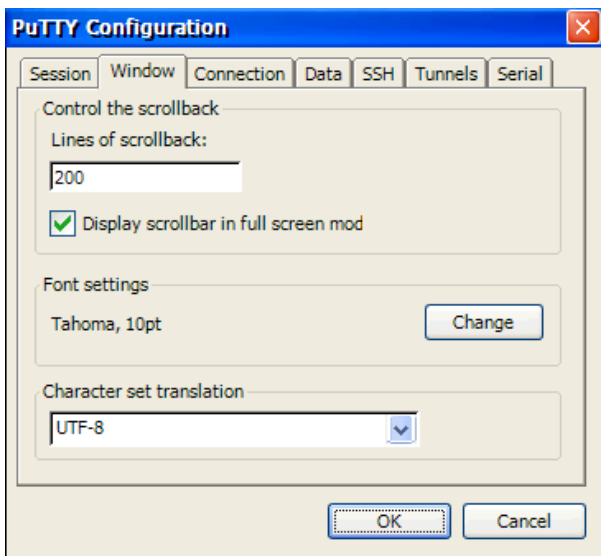 PuTTY Configuration
Session Window Connection Data SSH Tunnels Serial
Control the scrollback
Lines of scrollback:
200
Display scrollbar in full screen mod
Font settings
Tahoma, 10pt
Change
Character set translation
UTF-8
OK Cancel